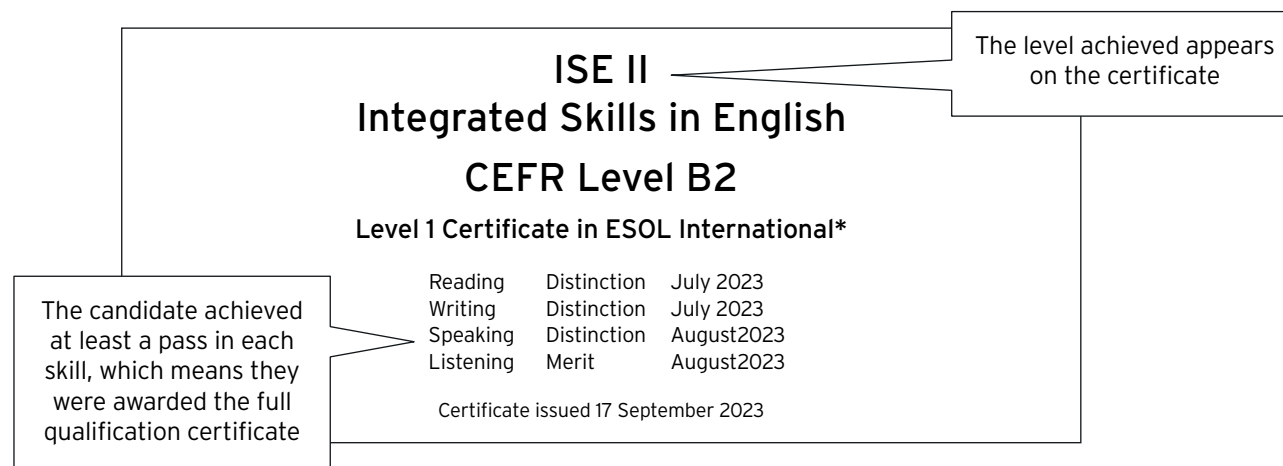 The level achieved appears
on the certificate
ISE II
Integrated Skills in English
CEFR Level B2
Level 1 Certificate in ESOL International*
Reading Distinction July 2023
Writing Distinction July 2023
Speaking Distinction August2023
Listening Merit August2023
Certificate issued 17 September 2023
The candidate achieved
at least a pass in each
skill, which means they
were awarded the full
qualification certificate